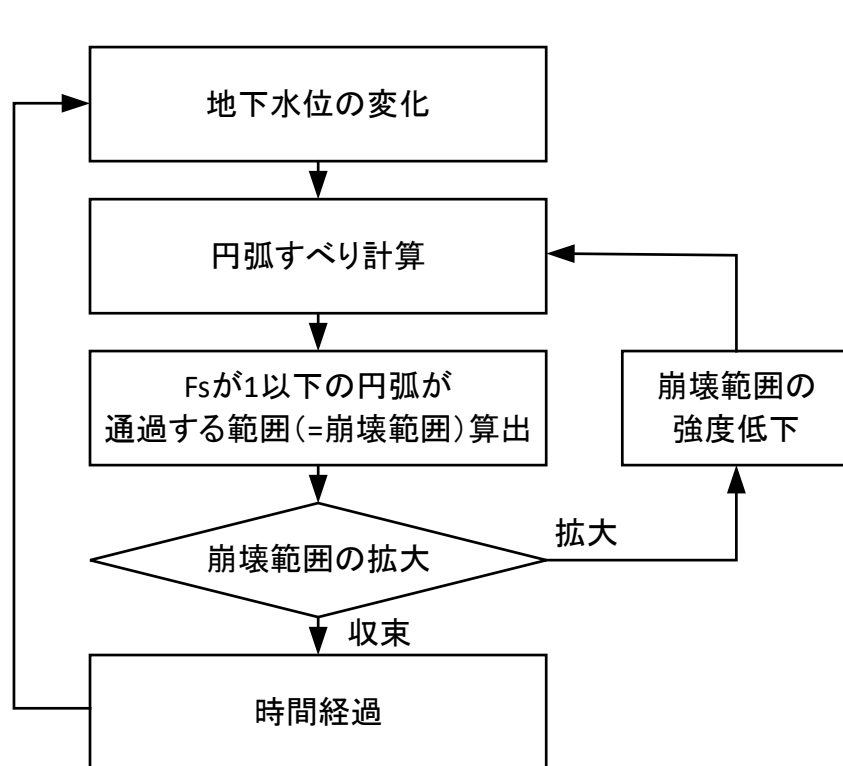 地下水位の変化
円弧すべり計算
Fsが1以下の円弧が
通過する範囲(=崩壊範囲)算出
崩壊範囲の
強度低下
崩壊範囲の拡大
拡大
収束
時間経過